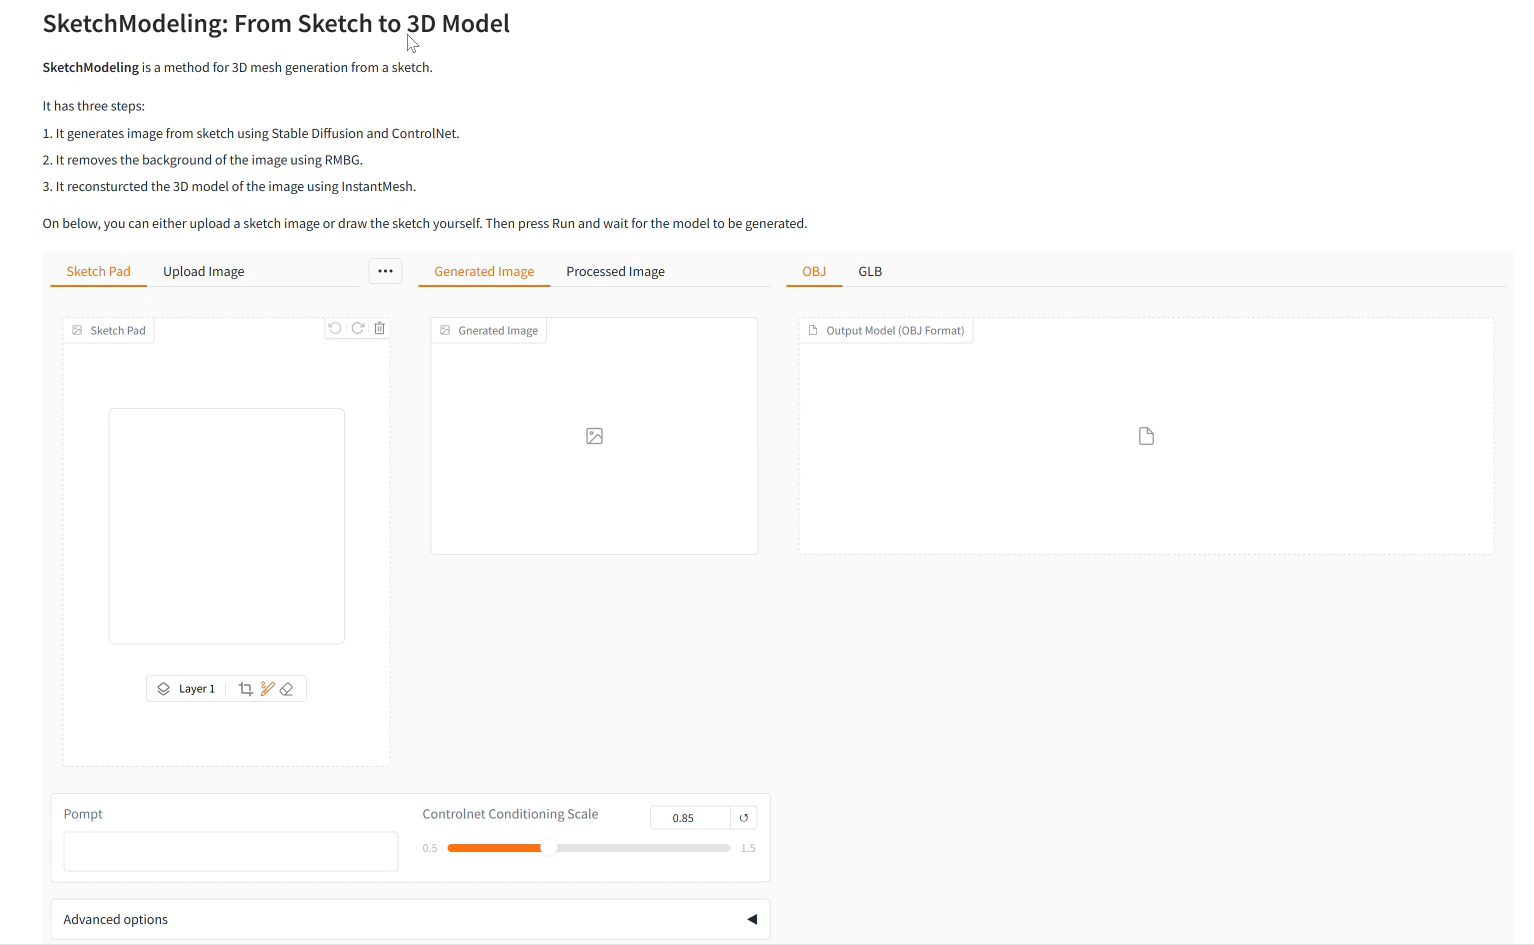 SketchModeling: From Sketch to 3D Model
SketchModeling is a method for 3D mesh generation from a sketch.
It has three steps:
1. It generates image from sketch using Stable Diffusion and ControlNet.
2. It removes the background of the image using RMBG.
3. It reconsturcted the 3D model of the image using InstantMesh.
On below, you can either upload a sketch image or draw the sketch yourself. Then press Run and wait for the model to be generated.
Sketch Pad
Upload Image
Generated Image
Processed Image
OBJ
GLB
Sketch Pad
Gnerated Image
Output Model (OBJ Format)
Layer 1
Pompt
Controlnet Conditioning Scale
0.85
0.5
1.5
Advanced options